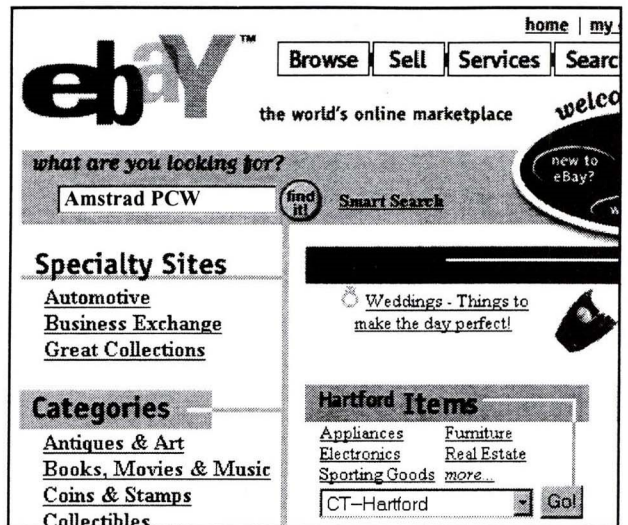 home | my
ebaY™
Browse Sell Services Searc
the world's online marketplace
welco
what are you looking for?
new to
eBay?
Amstrad PCW
find
it!
Smart Search
w
Specialty Sites
Automotive
Business Exchange
Great Collections
Weddings - Things to
make the day perfect!
Categories
Antiques & Art
Books, Movies & Music
Coins & Stamps
Collectibles
Hartford Items
Appliances Furniture
Electronics Real Estate
Sporting Goods more...
CT-Hartford Go!